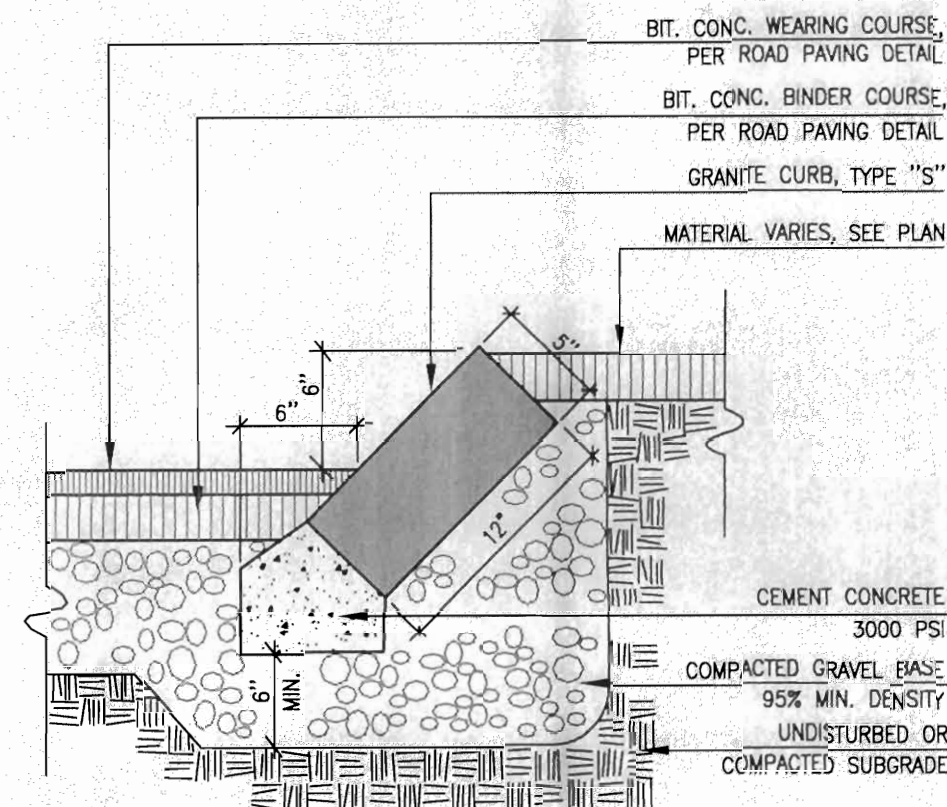 BIT. CONC. WEARING COURSE,
PER ROAD PAVING DETAIL
BIT. CONC. BINDER COURSE,
PER ROAD PAVING DETAIL
GRANITE CURB, TYPE "S"
MATERIAL VARIES, SEE PLAN
5"
6"
6"
12"
CEMENT CONCRETE
3000 PSI
6"
MIN.
COMPACTED GRAVEL BASE
95% MIN. DENSITY
UNDISTURBED OR
COMPACTED SUBGRADE